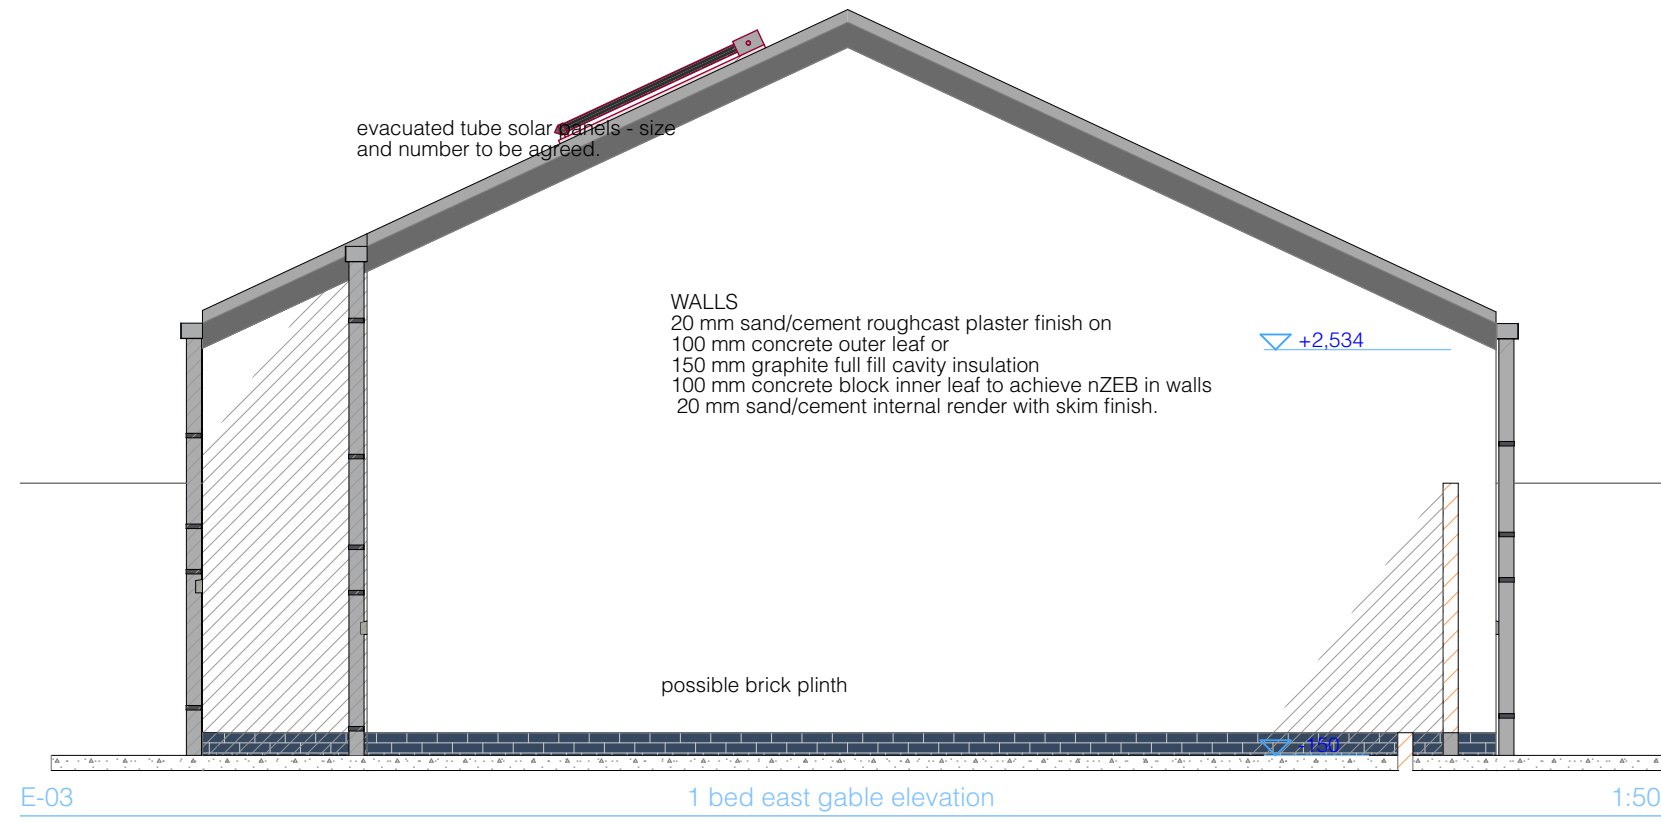 evacuated tube solar panels - size
and number to be agreed.
WALLS
20 mm sand/cement roughcast plaster finish on
100 mm concrete outer leaf or
150 mm graphite full fill cavity insulation
100 mm concrete block inner leaf to achieve nZEB in walls
20 mm sand/cement internal render with skim finish.
+2,534
possible brick plinth
-150
E-03
1 bed east gable elevation
1:50